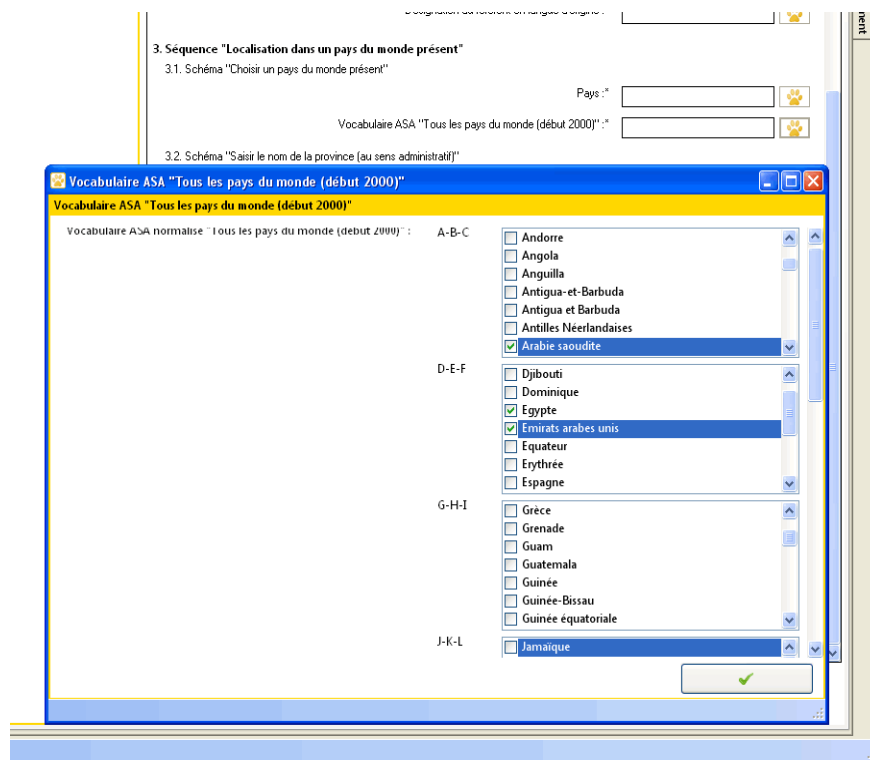 3. Séquence "Localisation dans un pays du monde présent"
3.1. Schéma "Choisir un pays du monde présent"
Pays :*
Vocabulaire ASA "Tous les pays du monde (début 2000)" :*
3.2. Schéma "Saisir le nom de la province (au sens administratif)"
Vocabulaire ASA "Tous les pays du monde (début 2000)"
Vocabulaire ASA "Tous les pays du monde (début 2000)"
Vocabulaire ASA normalisé "Tous les pays du monde (début 2000)" :
A-B-C
Andorre
Angola
Anguilla
Antigua-et-Barbuda
Antigua et Barbuda
Antilles Néerlandaises
Arabie saoudite
D-E-F
Djibouti
Dominique
Egypte
Emirats arabes unis
Equateur
Erythrée
Espagne
G-H-I
Grèce
Grenade
Guam
Guatemala
Guinée
Guinée-Bissau
Guinée équatoriale
J-K-L
Jamaïque